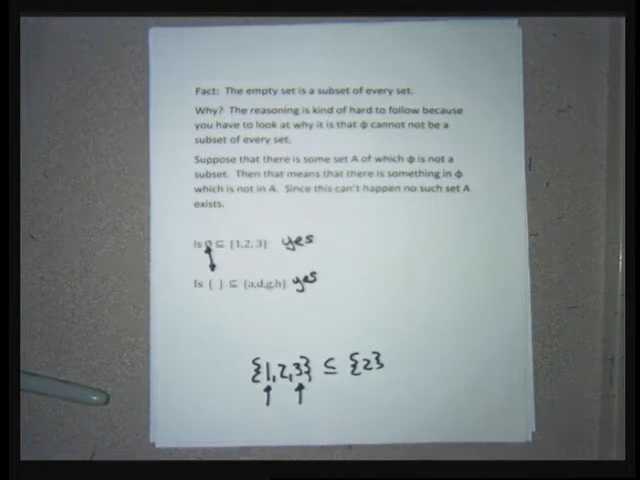 Fact: The empty set is a subset of every set.
Why? The reasoning is kind of hard to follow because
you have to look at why it is that ф cannot not be a
subset of every set.
Suppose that there is some set A of which ф is not a
subset. Then that means that there is something in ф
which is not in A. Since this can't happen no such set A
exists.
Is ф ⊆ {1,2, 3} yes
Is { } ⊆ {a,d,g,h} yes
{1,2,3} ⊆ {2}